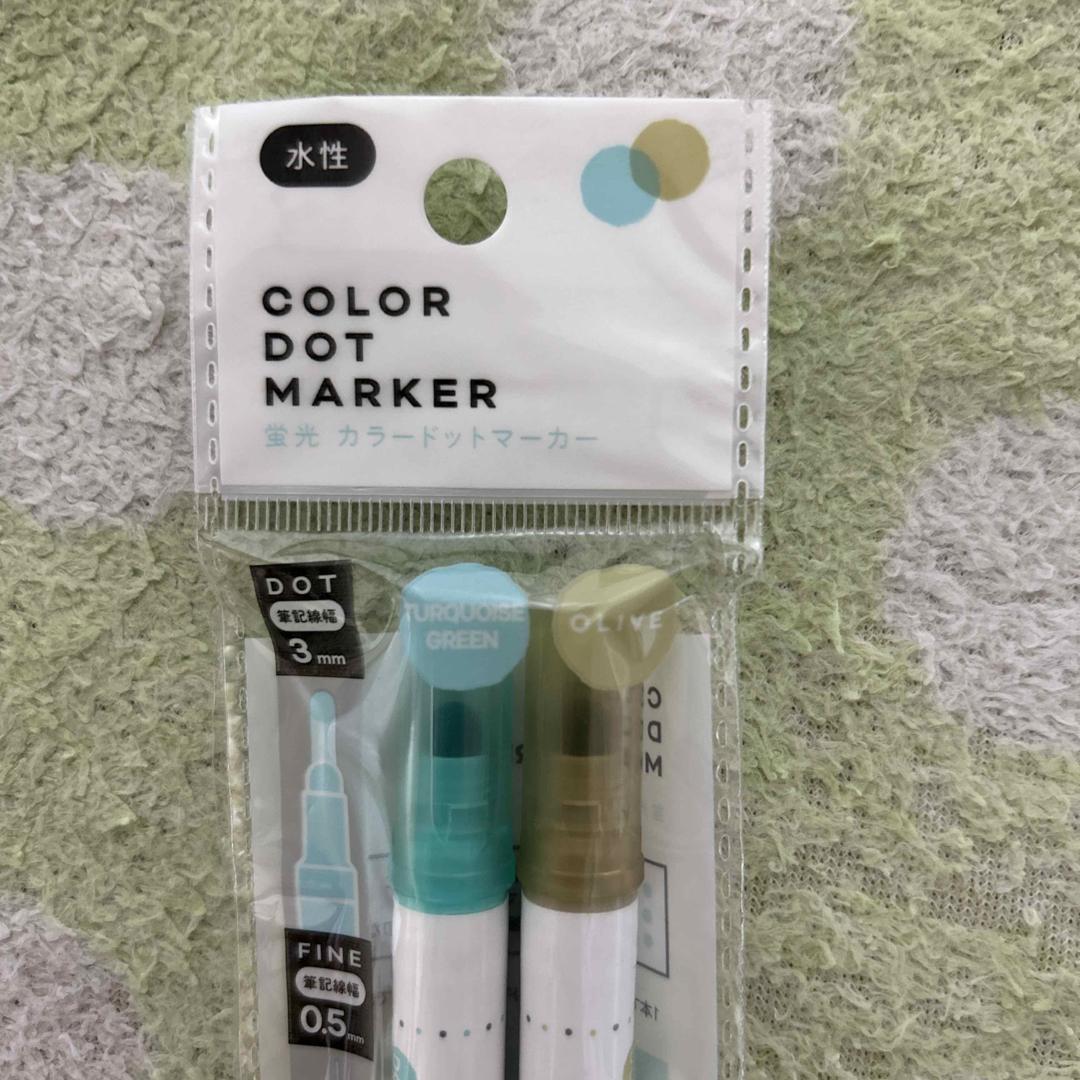 水性
COLOR
DOT
MARKER
蛍光 カラードットマーカー
DOT
筆記線幅
3mm
TURQUOISE
GREEN
OLIVE
FINE
筆記線幅
0.5mm